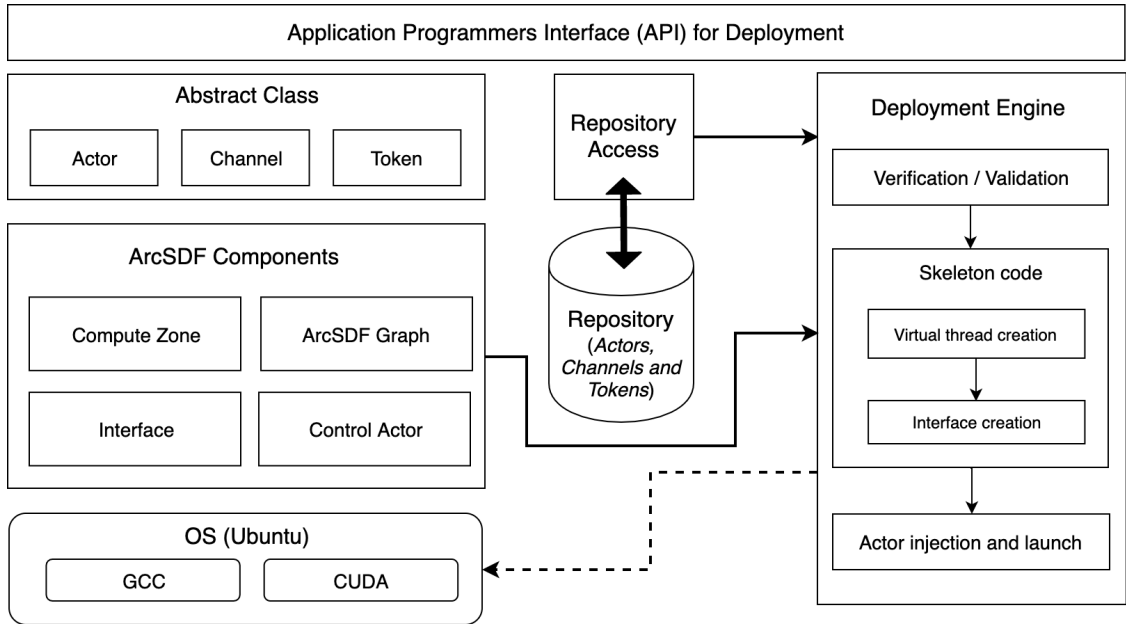 Application Programmers Interface (API) for Deployment
Abstract Class
Actor
Channel
Token
ArcSDF Components
Compute Zone
ArcSDF Graph
Interface
Control Actor
OS (Ubuntu)
GCC
CUDA
Repository
Access
Repository
(Actors,
Channels and
Tokens)
Deployment Engine
Verification / Validation
Skeleton code
Virtual thread creation
Interface creation
Actor injection and launch